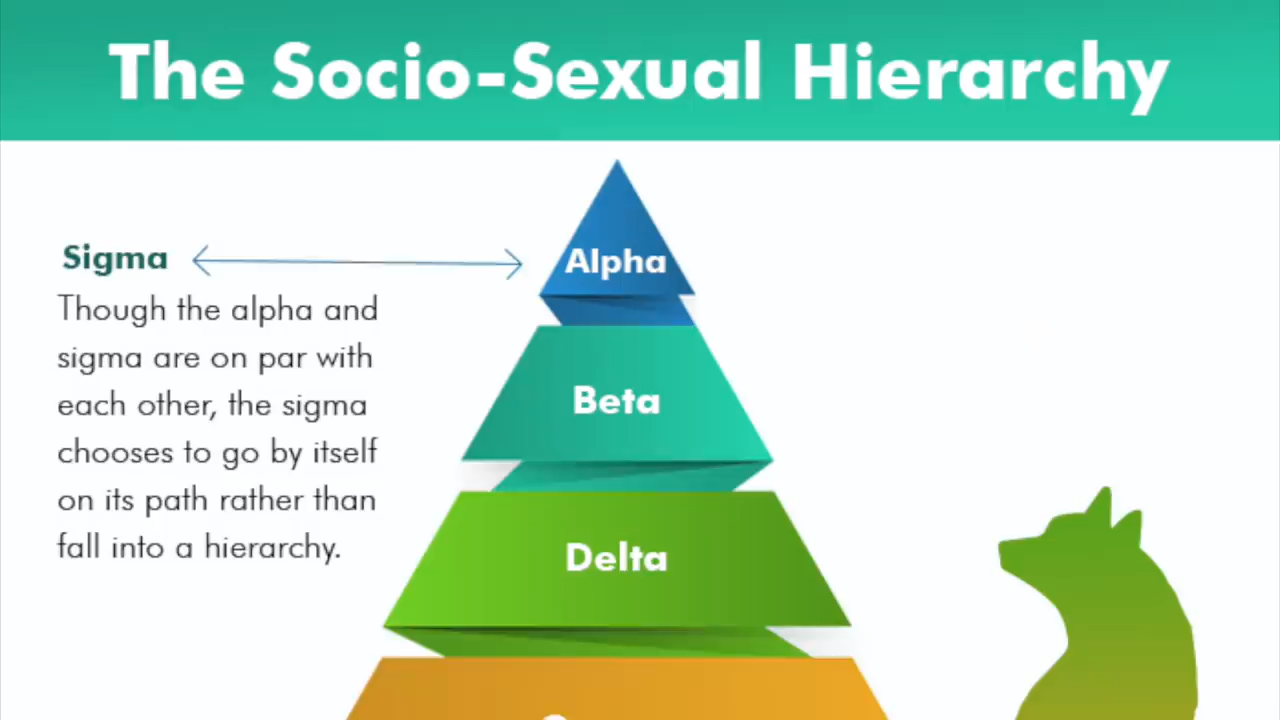 The Socio-Sexual Hierarchy
Sigma
Though the alpha and
sigma are on par with
each other, the sigma
chooses to go by itself
on its path rather than
fall into a hierarchy.
Alpha
Beta
Delta